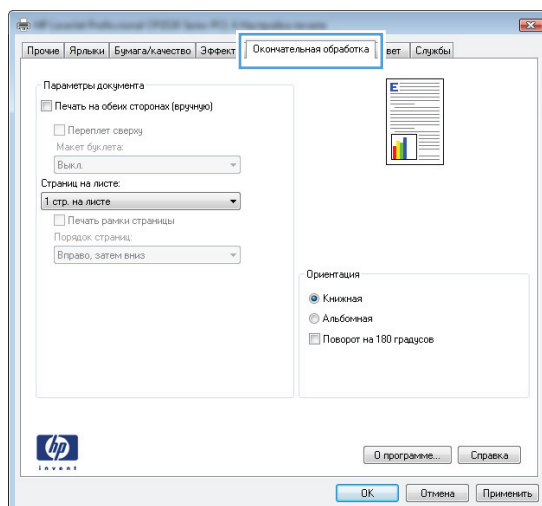 Прочие Ярлыки Бумага/качество Эффект Окончательная обработка вет Службы
Параметры документа
Печать на обеих сторонах (вручную)
Переплет сверху
Макет буклета:
Выкл.
Страниц на листе:
1 стр. на листе
Печать рамки страницы
Порядок страниц:
Вправо, затем вниз
E
Ориентация
Книжная
Альбомная
Поворот на 180 градусов
hp
invent
О программе... Справка
OK Отмена Применить